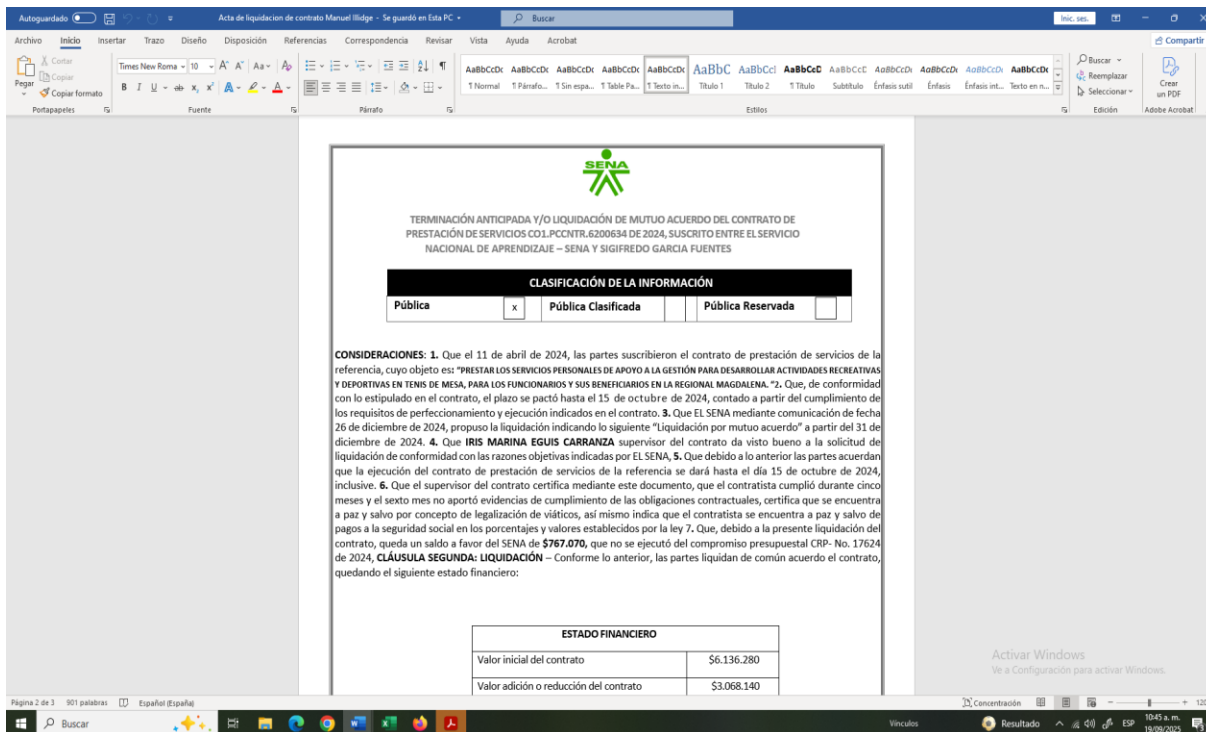 Autoguardado
Acta de liquidacion de contrato Manuel Illidge - Se guardó en Esta PC
Buscar
Inic. ses.
Archivo Inicio Insertar Trazo Diseño Disposición Referencias Correspondencia Revisar Vista Ayuda Acrobat
Compartir
Pegar
Cortar
Copiar
Copiar formato
Portapapeles
Times New Roma 10
Fuente
Párrafo
AaBbCcDc AaBbCcDc AaBbCcDc AaBbCcDc AaBbCcDc AaBbC AaBbCcl AaBbCcD AaBbCcC AaBbCcDt AaBbCcDt AaBbCcDt AaBbCcDc
¶ Normal ¶ Párrafo... ¶ Sin espa... ¶ Table Pa... ¶ Texto in... Título 1 Título 2 ¶ Título Subtítulo Énfasis sutil Énfasis Énfasis int... Texto en n...
Estilos
Buscar
Reemplazar
Seleccionar
Edición
Crear
un PDF
Adobe Acrobat
SENA
TERMINACIÓN ANTICIPADA Y/O LIQUIDACIÓN DE MUTUO ACUERDO DEL CONTRATO DE
PRESTACIÓN DE SERVICIOS CO1.PCCNTR.6200634 DE 2024, SUSCRITO ENTRE EL SERVICIO
NACIONAL DE APRENDIZAJE – SENA Y SIGIFREDO GARCIA FUENTES
CLASIFICACIÓN DE LA INFORMACIÓN
Pública x Pública Clasificada Pública Reservada
CONSIDERACIONES: 1. Que el 11 de abril de 2024, las partes suscribieron el contrato de prestación de servicios de la
referencia, cuyo objeto es: "PRESTAR LOS SERVICIOS PERSONALES DE APOYO A LA GESTIÓN PARA DESARROLLAR ACTIVIDADES RECREATIVAS
Y DEPORTIVAS EN TENIS DE MESA, PARA LOS FUNCIONARIOS Y SUS BENEFICIARIOS EN LA REGIONAL MAGDALENA. "2. Que, de conformidad
con lo estipulado en el contrato, el plazo se pactó hasta el 15 de octubre de 2024, contado a partir del cumplimiento de
los requisitos de perfeccionamiento y ejecución indicados en el contrato. 3. Que EL SENA mediante comunicación de fecha
26 de diciembre de 2024, propuso la liquidación indicando lo siguiente “Liquidación por mutuo acuerdo” a partir del 31 de
diciembre de 2024. 4. Que IRIS MARINA EGUIS CARRANZA supervisor del contrato da visto bueno a la solicitud de
liquidación de conformidad con las razones objetivas indicadas por EL SENA, 5. Que debido a lo anterior las partes acuerdan
que la ejecución del contrato de prestación de servicios de la referencia se dará hasta el día 15 de octubre de 2024,
inclusive. 6. Que el supervisor del contrato certifica mediante este documento, que el contratista cumplió durante cinco
meses y el sexto mes no aportó evidencias de cumplimiento de las obligaciones contractuales, certifica que se encuentra
a paz y salvo por concepto de legalización de viáticos, así mismo indica que el contratista se encuentra a paz y salvo de
pagos a la seguridad social en los porcentajes y valores establecidos por la ley 7. Que, debido a la presente liquidación del
contrato, queda un saldo a favor del SENA de $767.070, que no se ejecutó del compromiso presupuestal CRP- No. 17624
de 2024, CLÁUSULA SEGUNDA: LIQUIDACIÓN – Conforme lo anterior, las partes liquidan de común acuerdo el contrato,
quedando el siguiente estado financiero:
ESTADO FINANCIERO
Valor inicial del contrato $6.136.280
Valor adición o reducción del contrato $3.068.140
Activar Windows
Ve a Configuración para activar Windows.
Página 2 de 3 901 palabras Español (España)
Concentración
120
Buscar
Vínculos
Resultado
ESP
10:45 a. m.
19/09/2025